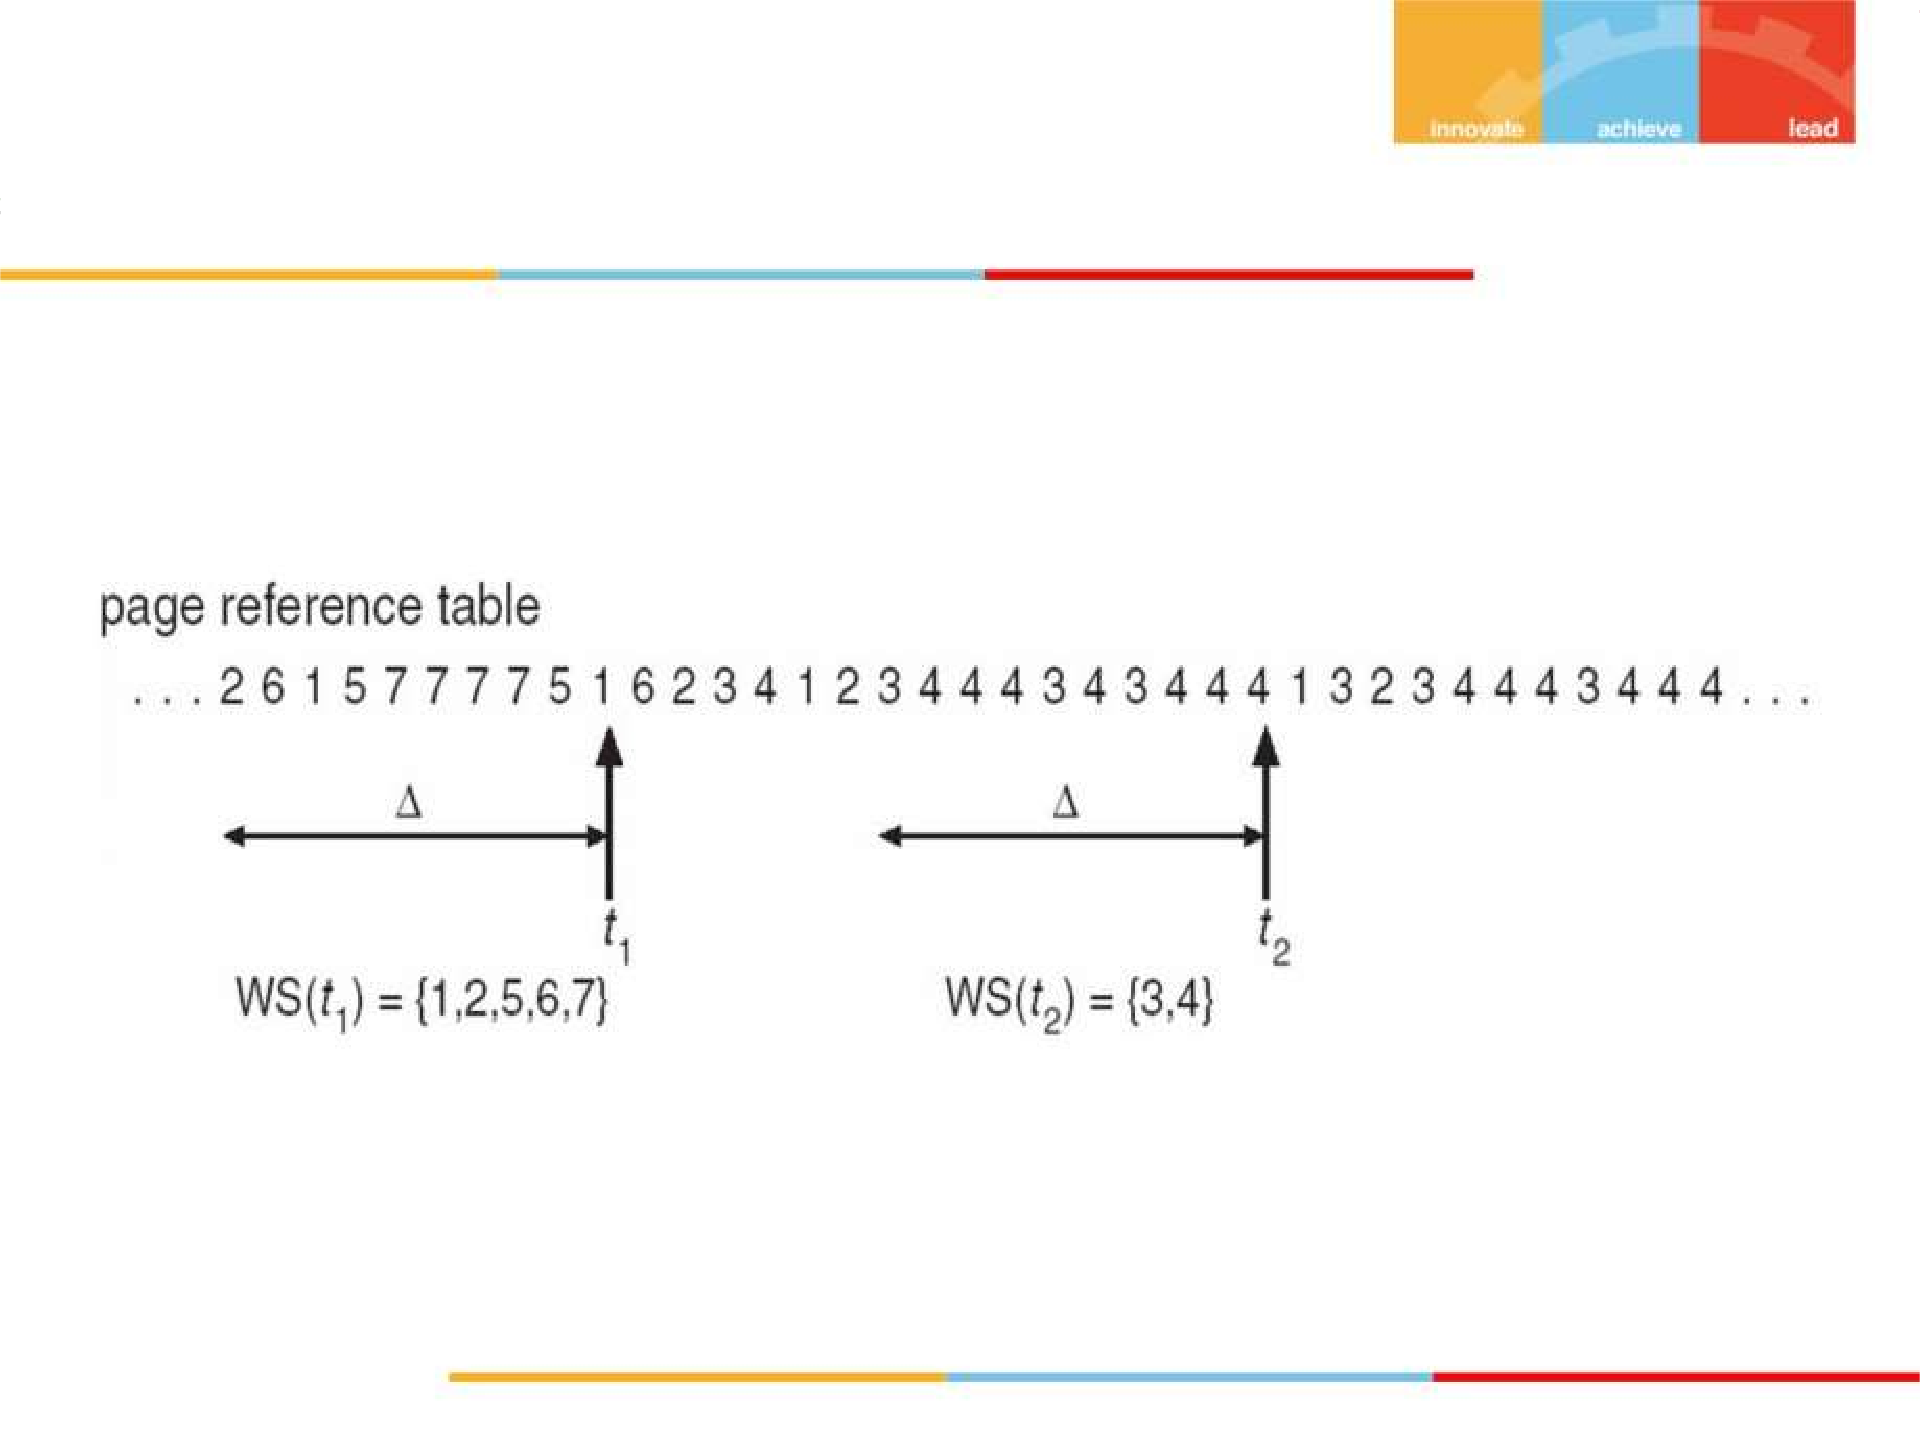 innovate achieve lead
page reference table
. . . 2 6 1 5 7 7 7 7 5 1 6 2 3 4 1 2 3 4 4 4 3 4 3 4 4 4 1 3 2 3 4 4 4 3 4 4 4 . . .
Δ Δ
t₁ t₂
WS(t₁) = {1,2,5,6,7} WS(t₂) = {3,4}